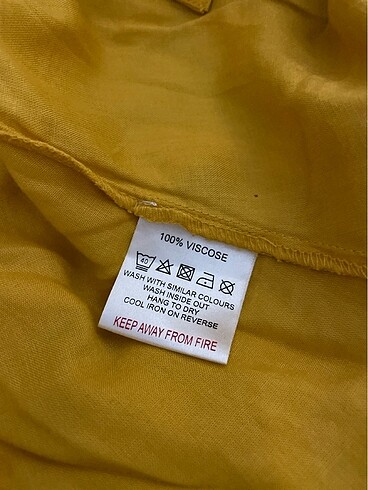 100% VISCOSE
40
WASH WITH SIMILAR COLOURS
WASH INSIDE OUT
HANG TO DRY
COOL IRON ON REVERSE
KEEP AWAY FROM FIRE